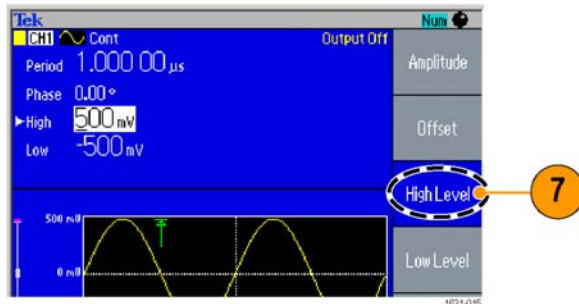 Tek
Num
CH1 Cont
Output Off
Period 1.000 00 µs
Phase 0.00 °
High 500 mV
Low -500 mV
Amplitude
Offset
High Level
7
Low Level
500 mV
0 mV